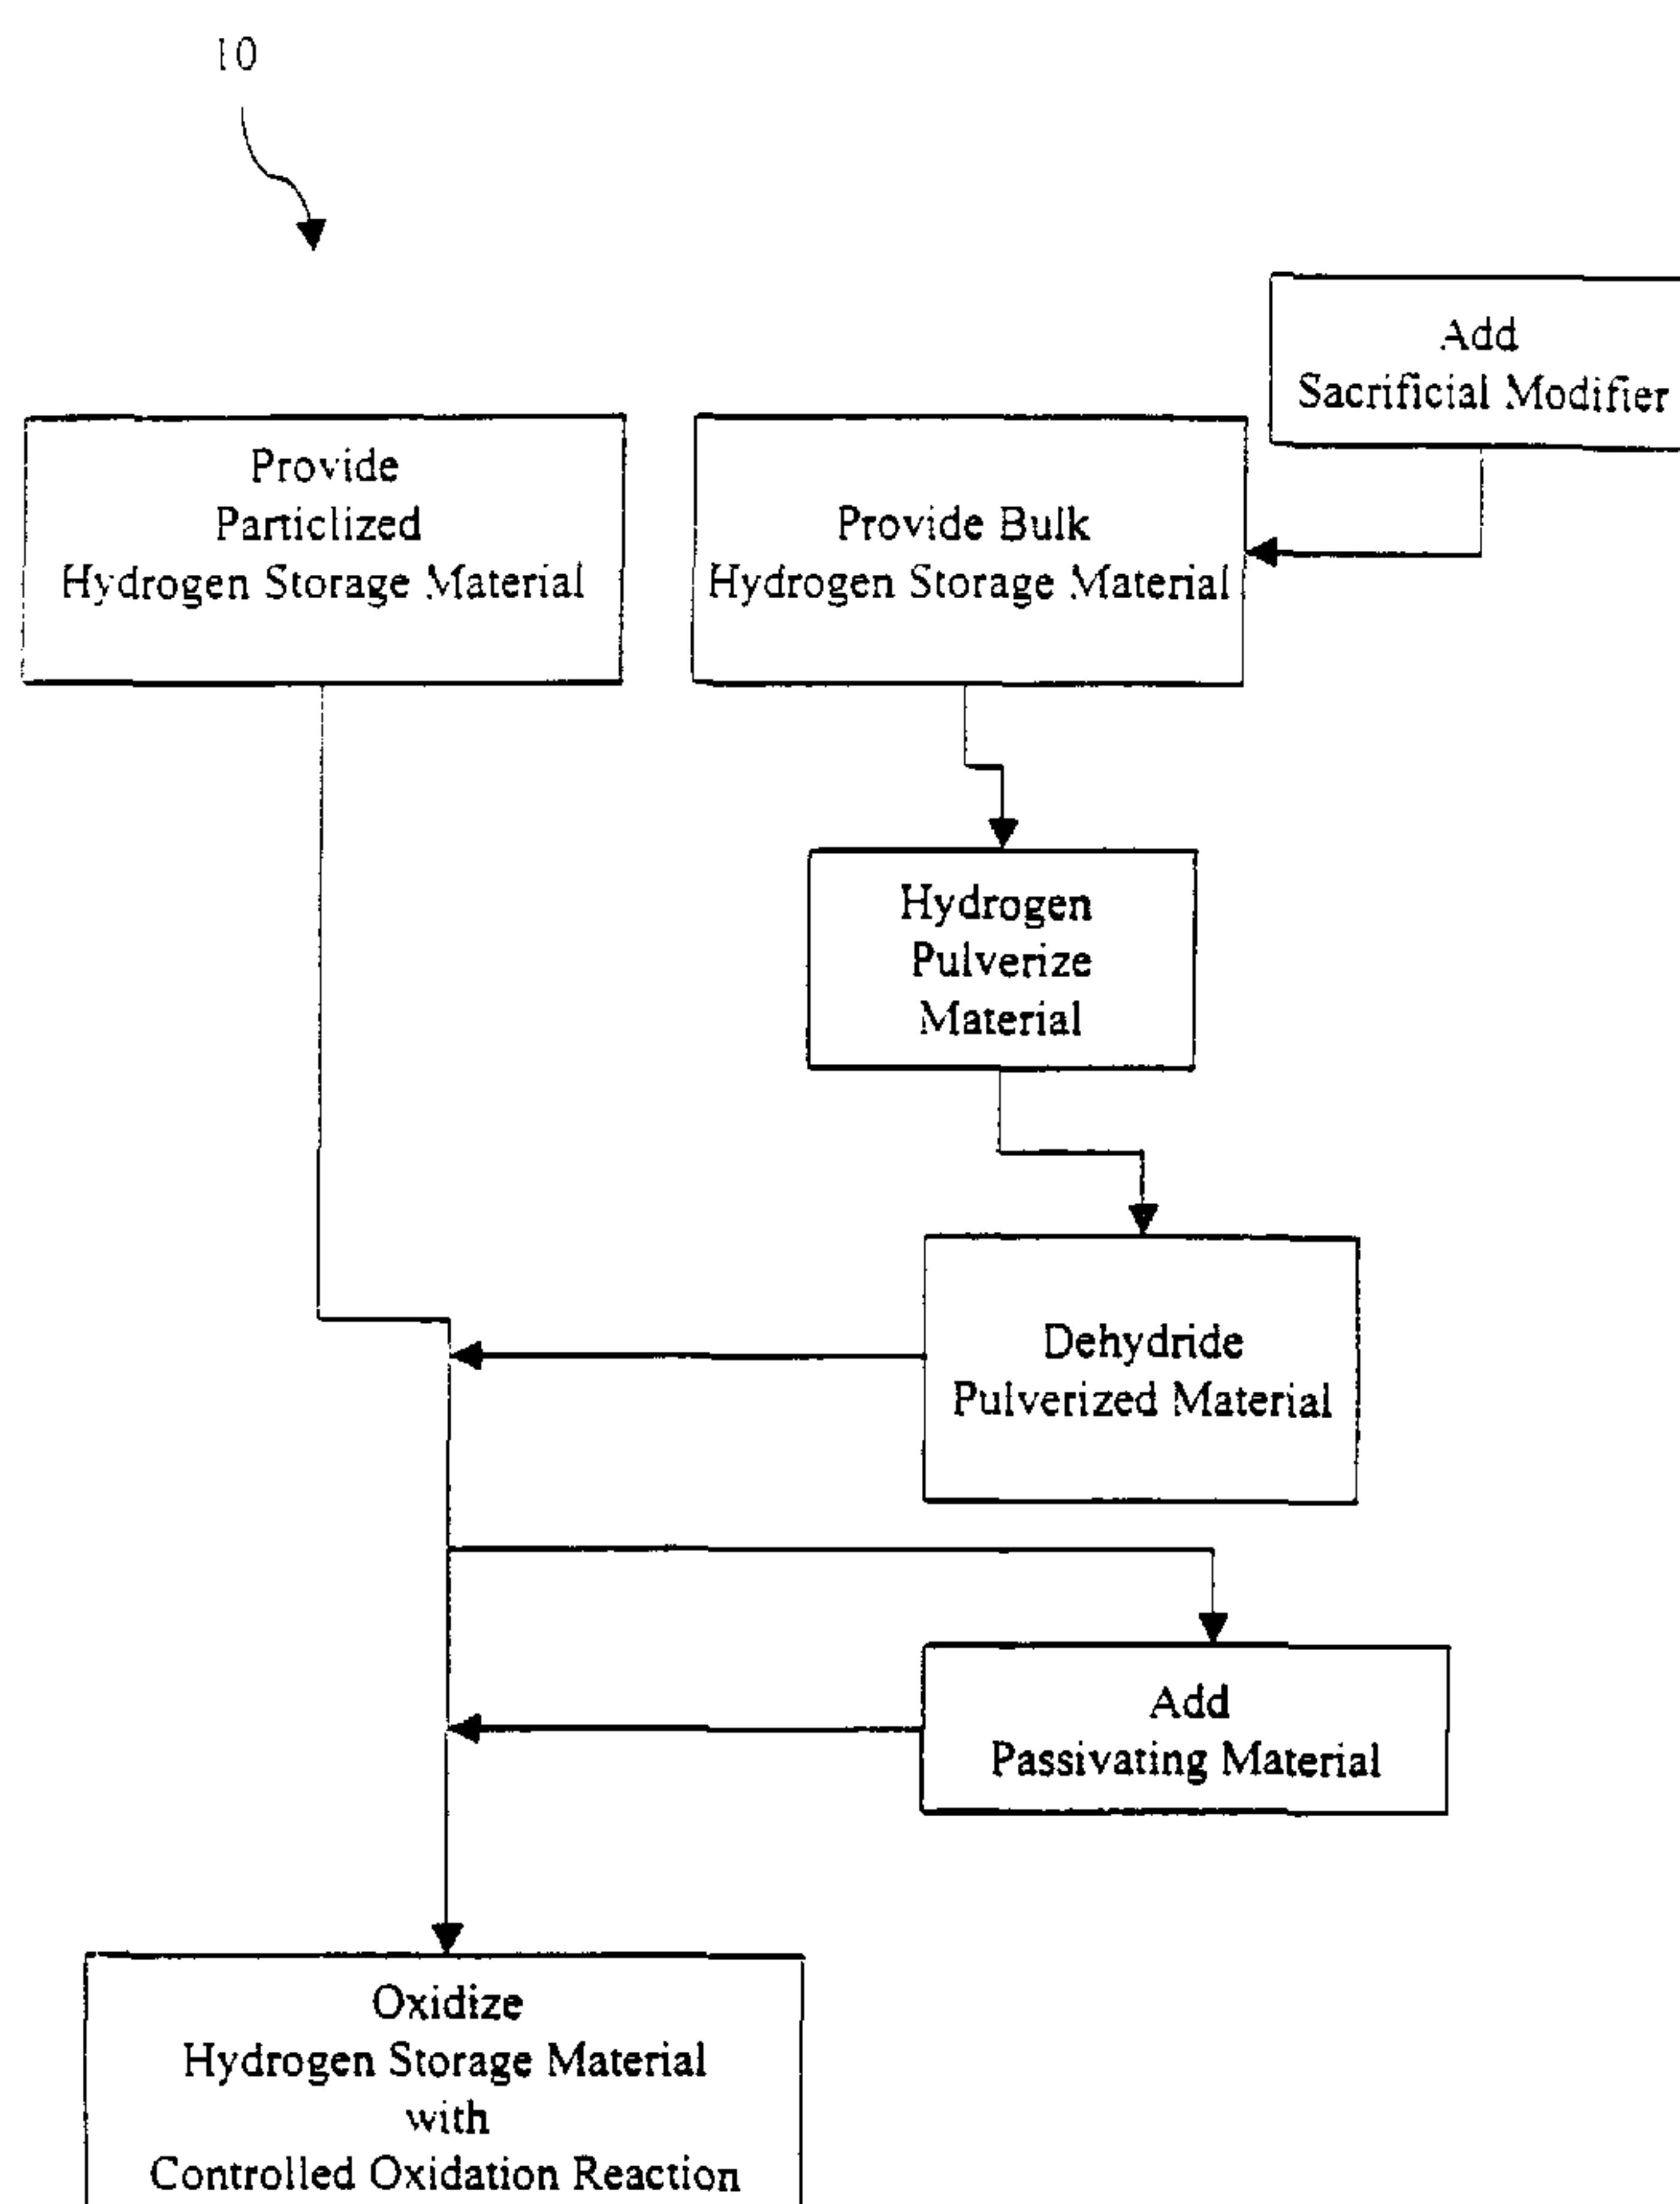 10
Add
Sacrificial Modifier
Provide
Particlized
Hydrogen Storage Material
Provide Bulk
Hydrogen Storage Material
Hydrogen
Pulverize
Material
Dehydride
Pulverized Material
Add
Passivating Material
Oxidize
Hydrogen Storage Material
with
Controlled Oxidation Reaction